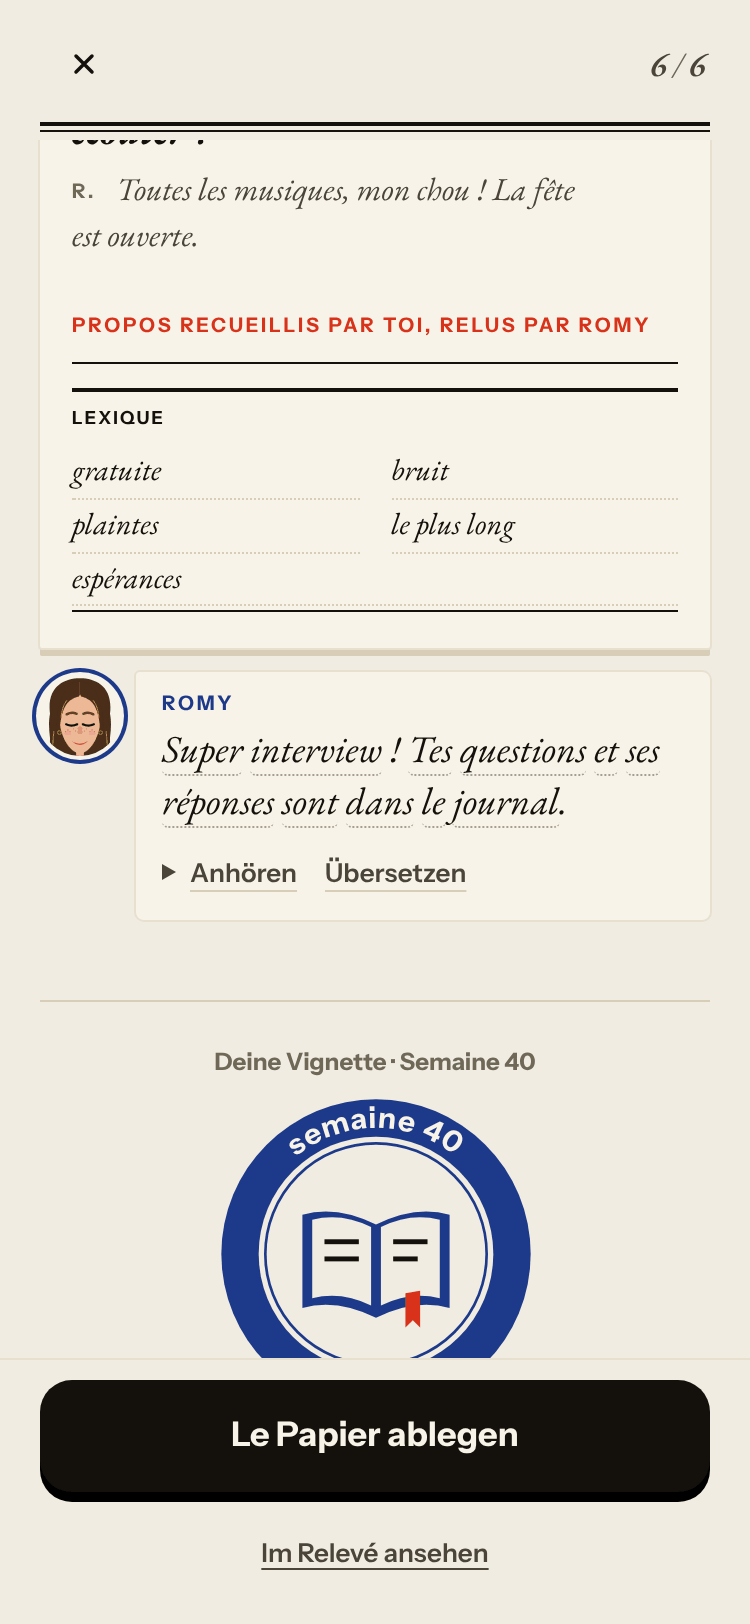 6/6
R. Toutes les musiques, mon chou ! La fête
est ouverte.
PROPOS RECUEILLIS PAR TOI, RELUS PAR ROMY
LEXIQUE
gratuite
bruit
plaintes
le plus long
espérances
ROMY
Super interview ! Tes questions et ses
réponses sont dans le journal.
Anhören Übersetzen
Deine Vignette · Semaine 40
semaine 40
Le Papier ablegen
Im Relevé ansehen